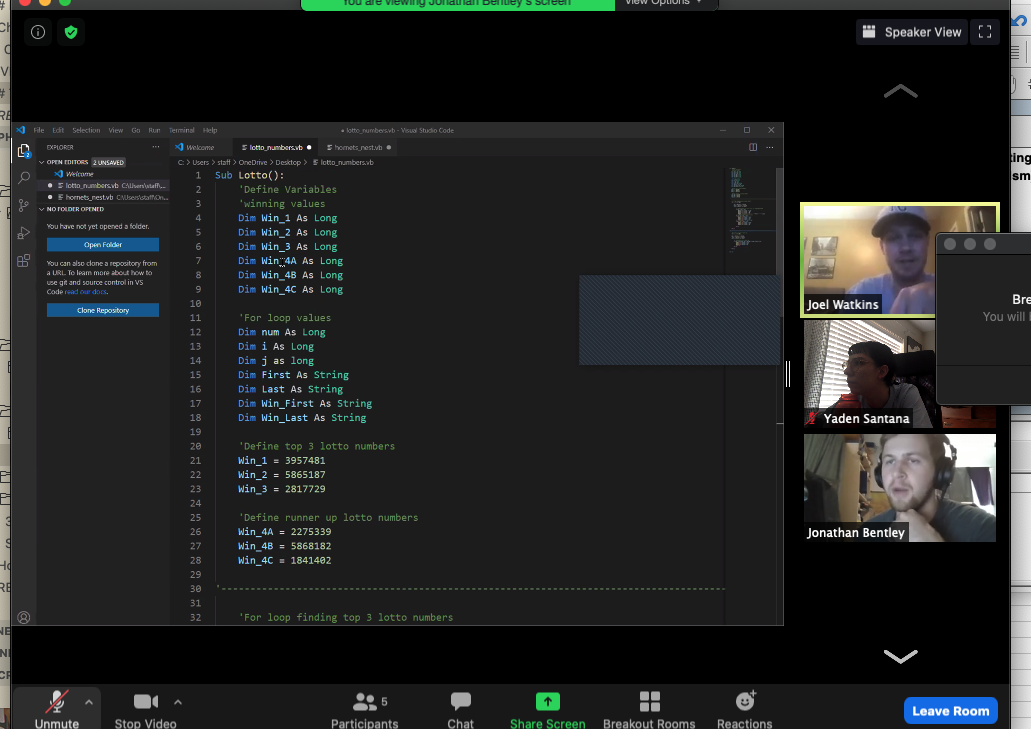 You are viewing Jonathan Bentley's screen
View Options
Speaker View
File Edit Selection View Go Run Terminal Help
● lotto_numbers.vb - Visual Studio Code
EXPLORER
Welcome
lotto_numbers.vb
hornets_nest.vb
OPEN EDITORS 2 UNSAVED
Welcome
lotto_numbers.vb C:\Users\staff\...
hornets_nest.vb C:\Users\staff\On...
NO FOLDER OPENED
You have not yet opened a folder.
Open Folder
You can also clone a repository from
a URL. To learn more about how to
use git and source control in VS
Code read our docs.
Clone Repository
C: > Users > staff > OneDrive > Desktop > lotto_numbers.vb
1 Sub Lotto():
2 'Define Variables
3 'winning values
4 Dim Win_1 As Long
5 Dim Win_2 As Long
6 Dim Win_3 As Long
7 Dim Win_4A As Long
8 Dim Win_4B As Long
9 Dim Win_4C As Long
10
11 'For loop values
12 Dim num As Long
13 Dim i As Long
14 Dim j as long
15 Dim First As String
16 Dim Last As String
17 Dim Win_First As String
18 Dim Win_Last As String
19
20 'Define top 3 lotto numbers
21 Win_1 = 3957481
22 Win_2 = 5865187
23 Win_3 = 2817729
24
25 'Define runner up lotto numbers
26 Win_4A = 2275339
27 Win_4B = 5868182
28 Win_4C = 1841402
29
30 '--------------------------------------------------------------------------------------
31
32 'For loop finding top 3 lotto numbers
Joel Watkins
Yaden Santana
Jonathan Bentley
Bre
You will
Unmute
Stop Video
5
Participants
Chat
Share Screen
Breakout Rooms
Reactions
Leave Room